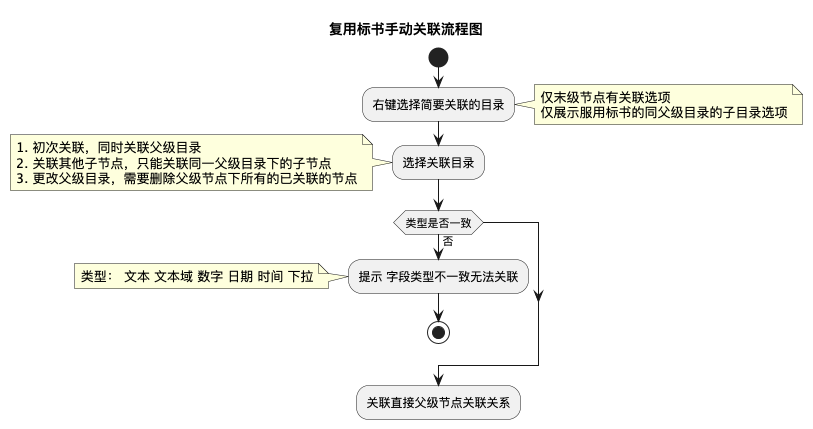 复用标书手动关联流程图
右键选择简要关联的目录
仅末级节点有关联选项
仅展示服用标书的同父级目录的子目录选项
1. 初次关联，同时关联父级目录
2. 关联其他子节点，只能关联同一父级目录下的子节点
3. 更改父级目录，需要删除父级节点下所有的已关联的节点
选择关联目录
类型是否一致
否
类型： 文本 文本域 数字 日期 时间 下拉
提示 字段类型不一致无法关联
关联直接父级节点关联关系